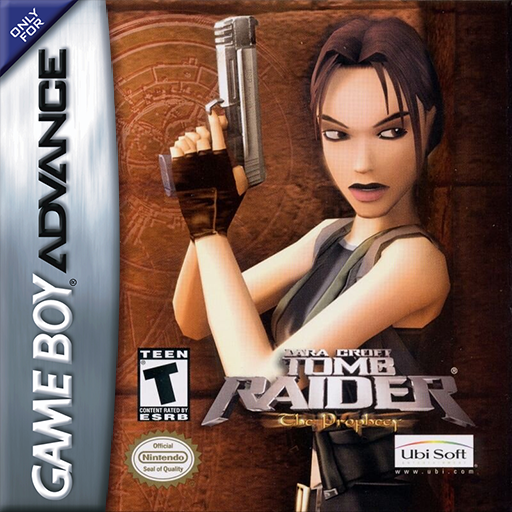 ONLY
FOR
GAME BOY ADVANCE
TEEN
T
CONTENT RATED BY
ESRB
LARA CROFT
TOMB
RAIDER
The Prophecy
Official
Nintendo
Seal of Quality
Ubi Soft
www.ubi.com